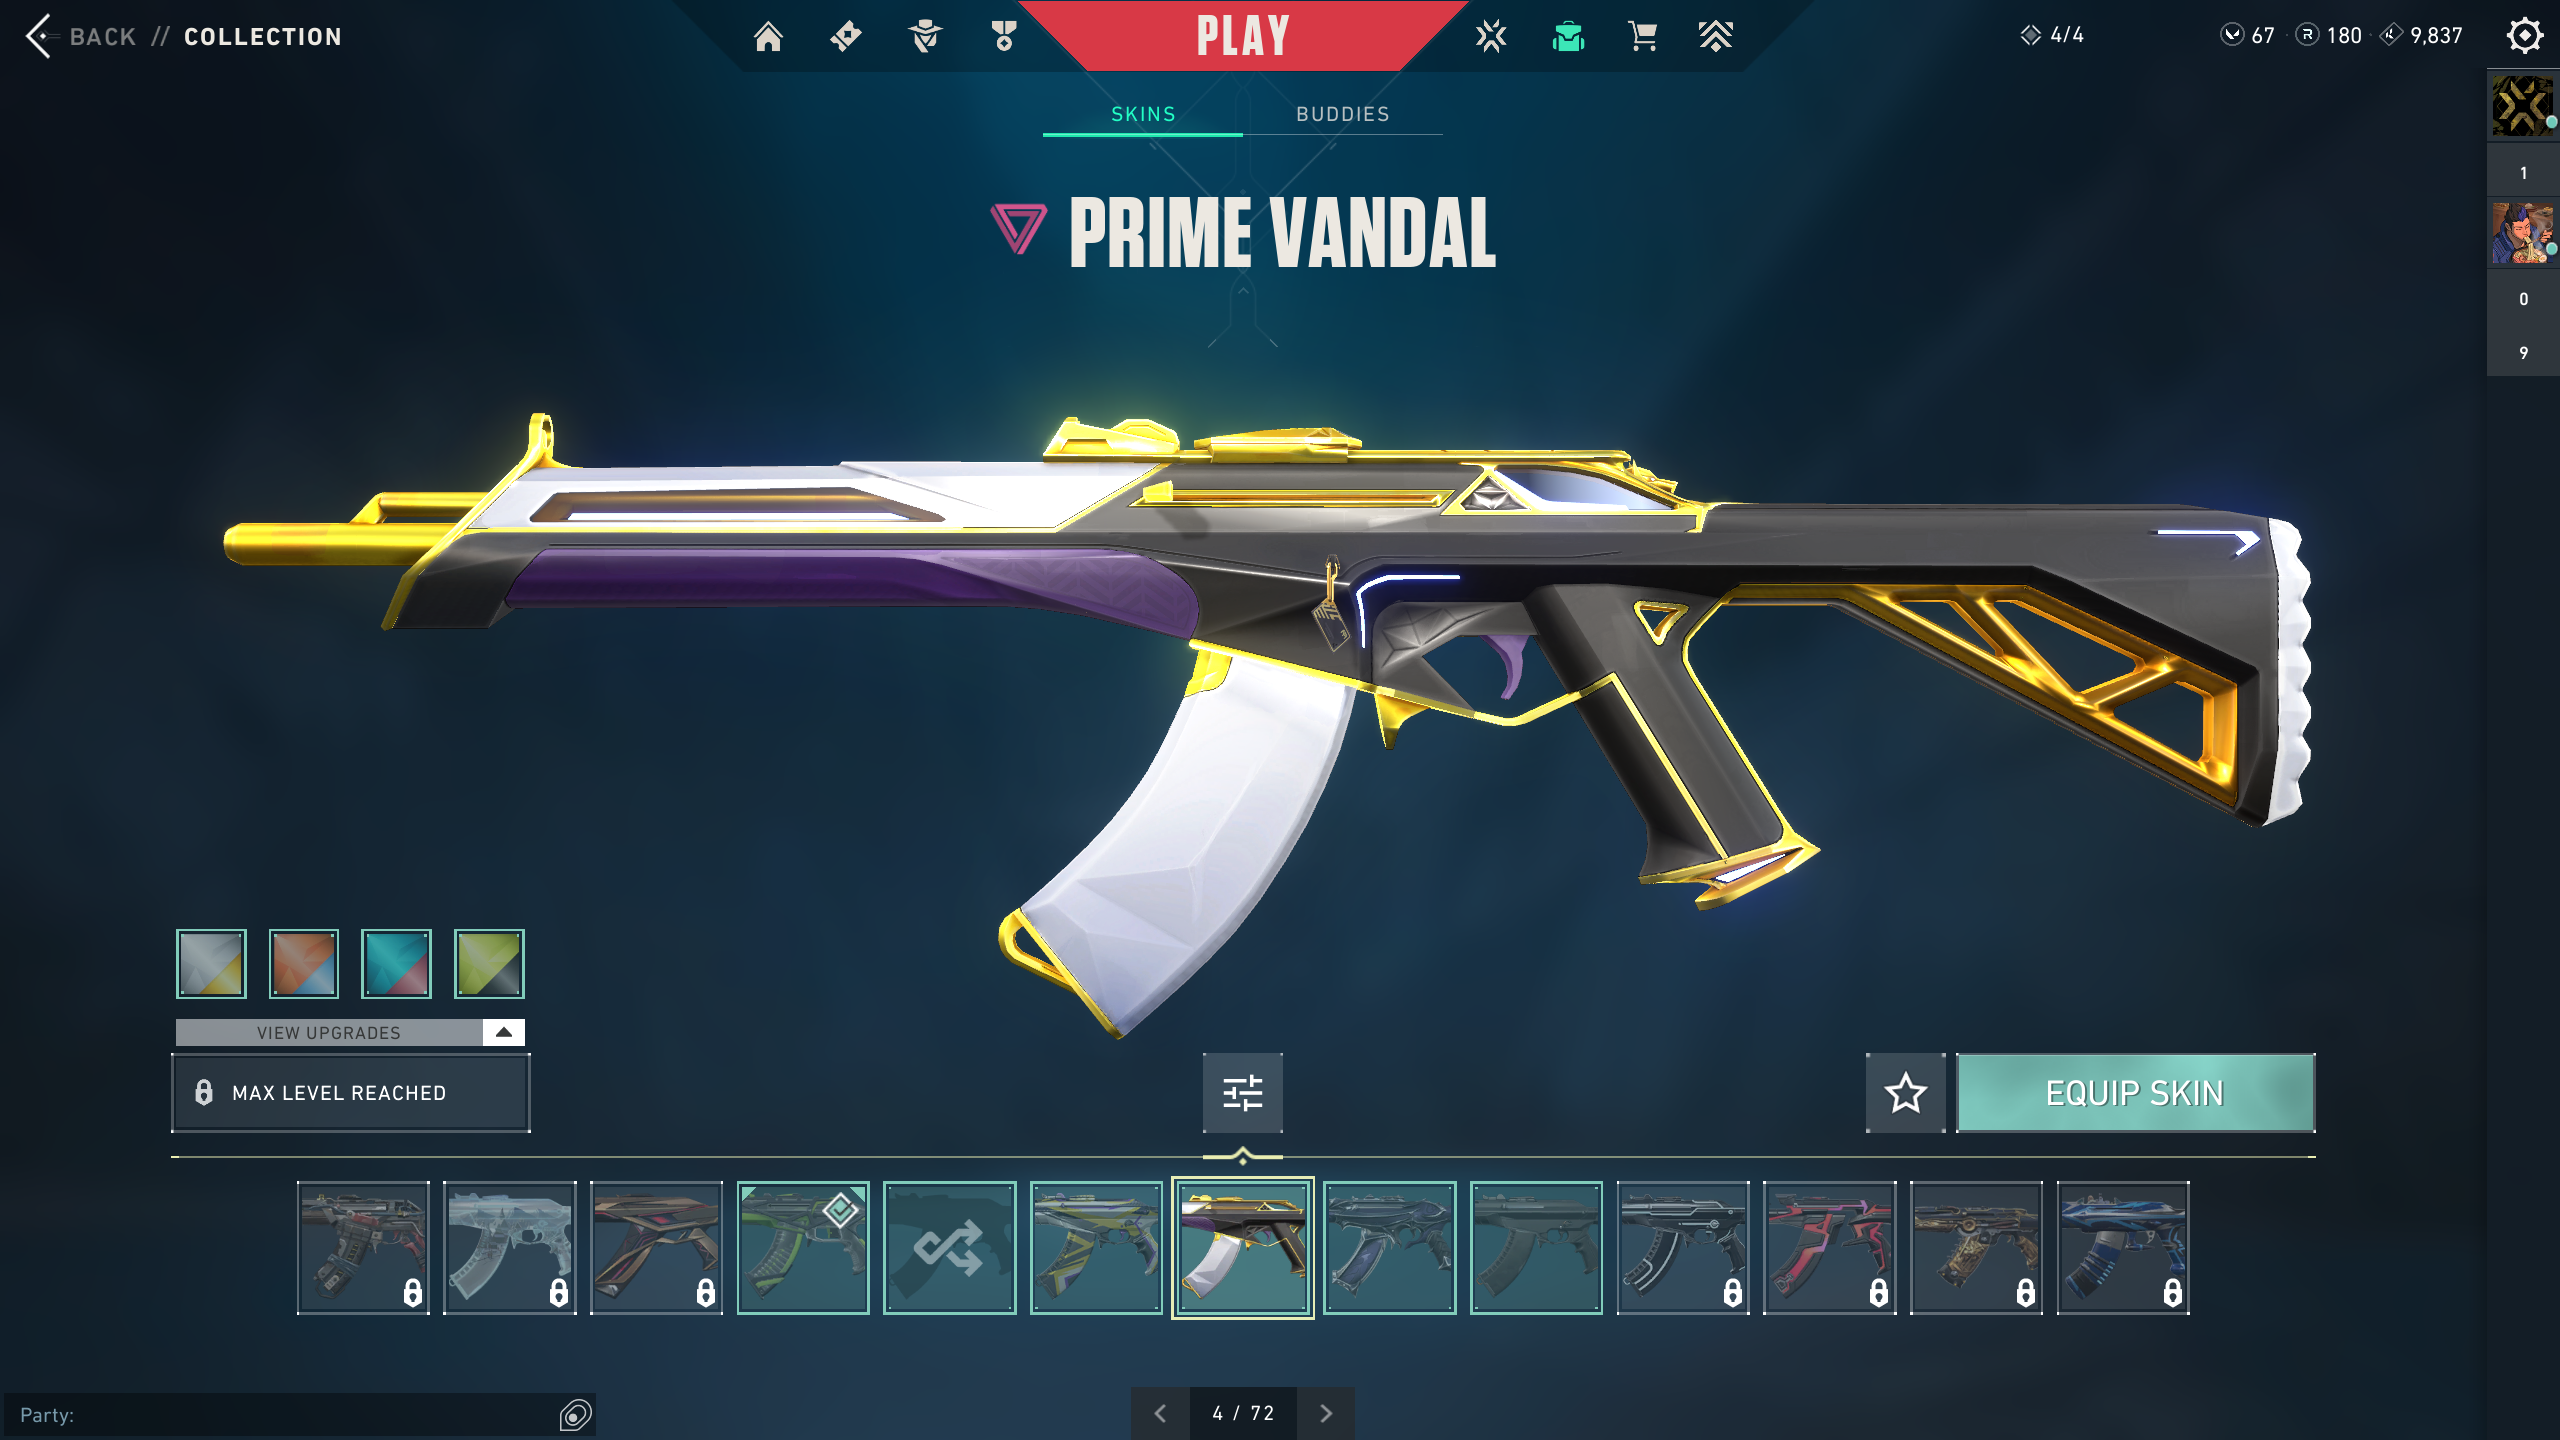 BACK // COLLECTION
PLAY
4/4
67 · R 180 · 9,837
SKINS
BUDDIES
1
0
9
PRIME VANDAL
VIEW UPGRADES
MAX LEVEL REACHED
EQUIP SKIN
Party:
4 / 72